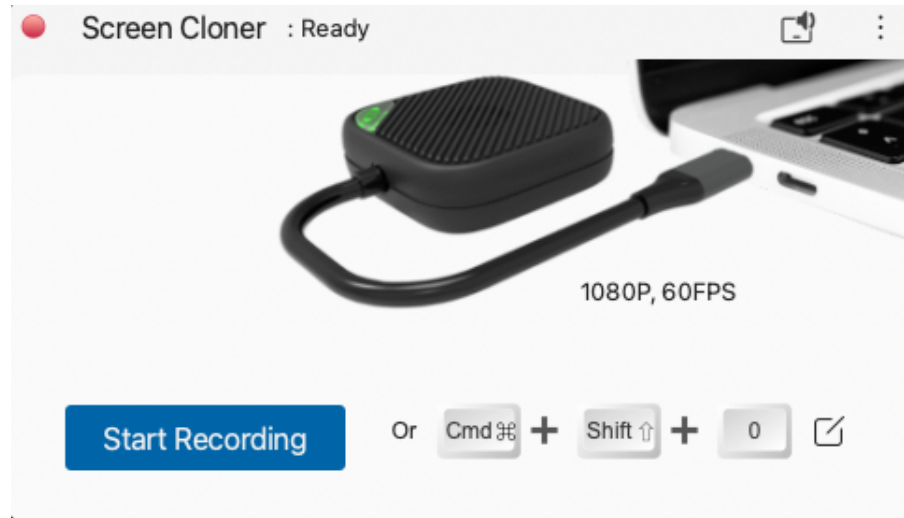 Screen Cloner : Ready
1080P, 60FPS
Start Recording Or Cmd ⌘ + Shift ⇧ + 0